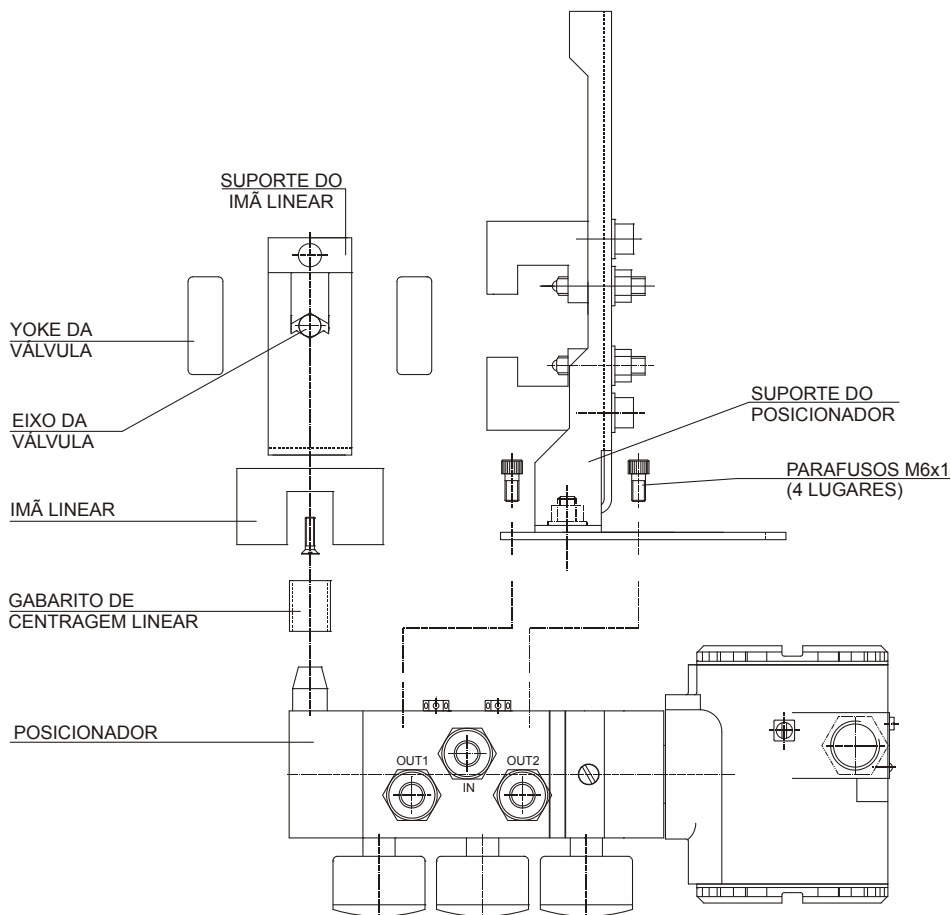 SUPORTE DO
IMÃ LINEAR
YOKE DA
VÁLVULA
EIXO DA
VÁLVULA
SUPORTE DO
POSICIONADOR
PARAFUSOS M6x1
(4 LUGARES)
IMÃ LINEAR
GABARITO DE
CENTRAGEM LINEAR
POSICIONADOR
OUT1
IN
OUT2